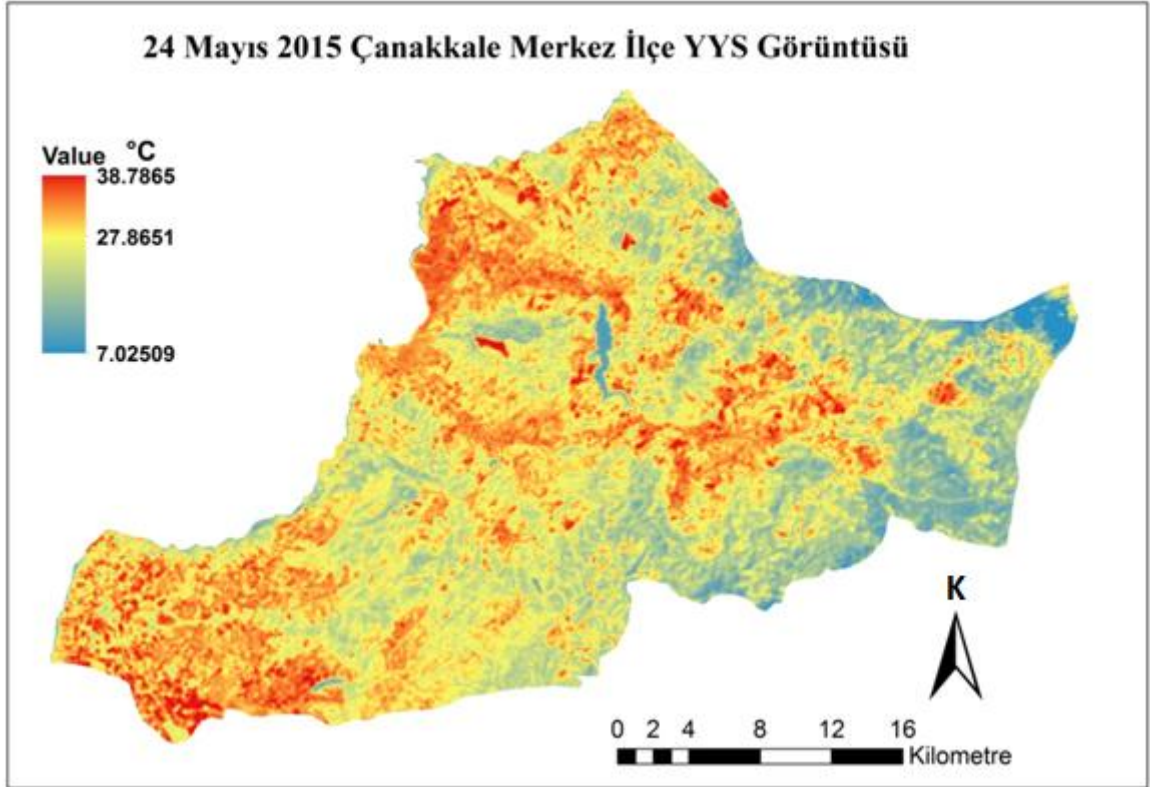 24 Mayıs 2015 Çanakkale Merkez İlçe YYS Görüntüsü
Value °C
38.7865
27.8651
7.02509
K
0 2 4 8 12 16
Kilometre